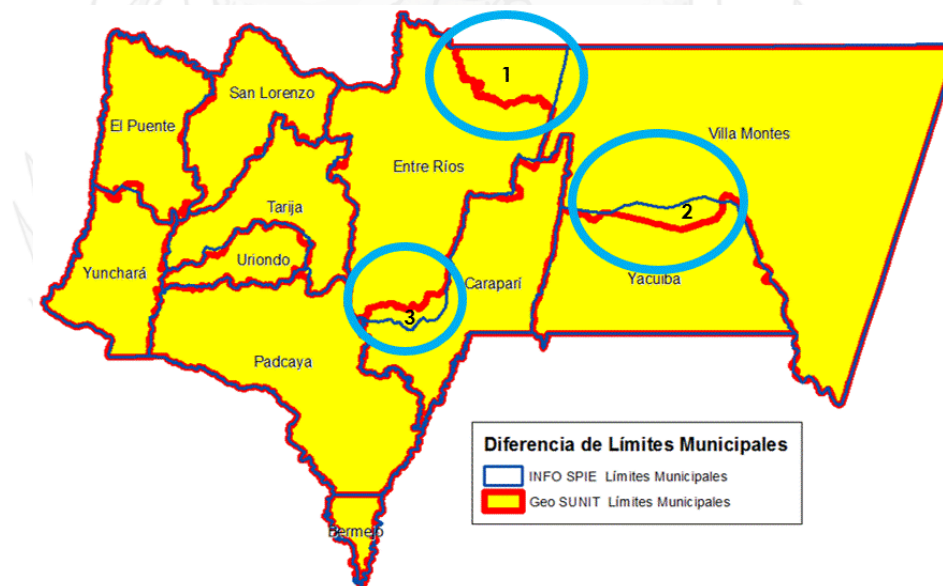 1
San Lorenzo
El Puente
Villa Montes
Entre Ríos
Tarija
2
Uriondo
Yunchará
Caraparí
Yacuiba
3
Padcaya
Bermejo
Diferencia de Límites Municipales
INFO SPIE Límites Municipales
Geo SUNIT Límites Municipales